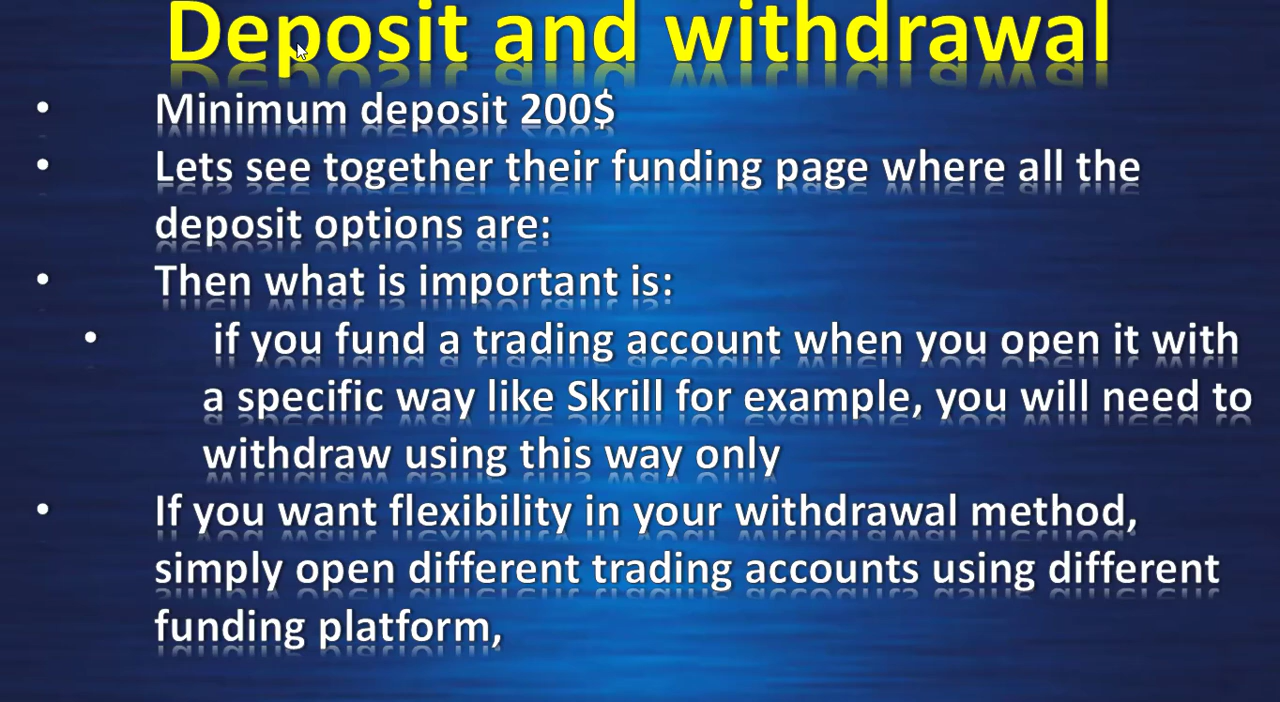 Deposit and withdrawal
• Minimum deposit 200$
• Lets see together their funding page where all the
deposit options are:
• Then what is important is:
• if you fund a trading account when you open it with
a specific way like Skrill for example, you will need to
withdraw using this way only
• If you want flexibility in your withdrawal method,
simply open different trading accounts using different
funding platform,